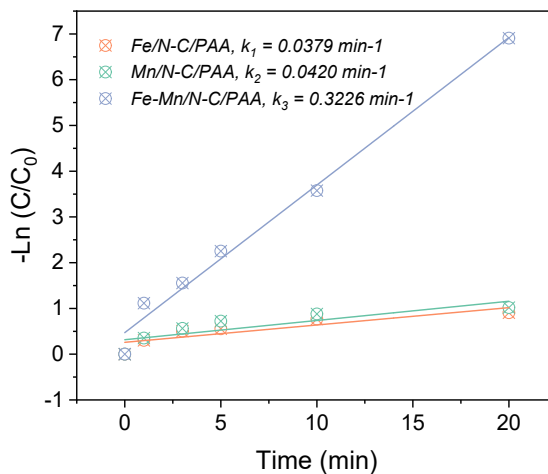 7
6
5
4
3
2
1
0
-1
-Ln (C/C0)
Fe/N-C/PAA, k1 = 0.0379 min-1
Mn/N-C/PAA, k2 = 0.0420 min-1
Fe-Mn/N-C/PAA, k3 = 0.3226 min-1
0 5 10 15 20
Time (min)